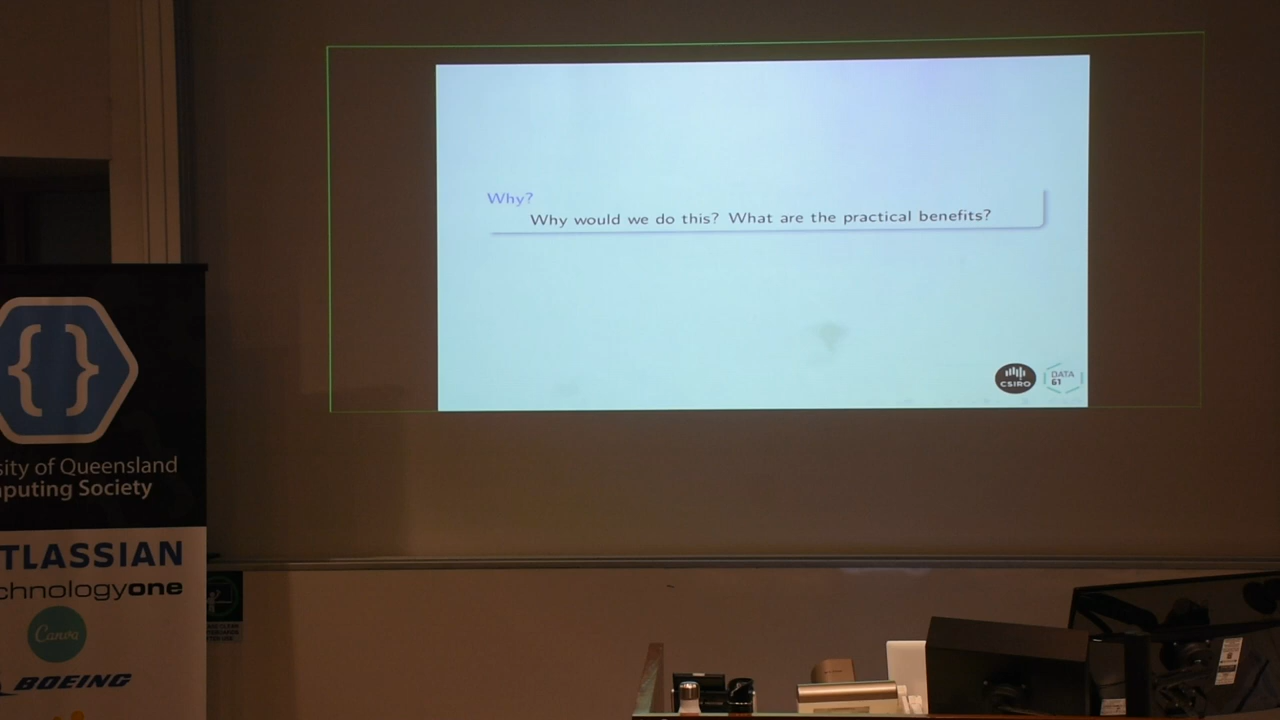 Why?
Why would we do this? What are the practical benefits?
CSIRO
DATA
61
sity of Queensland
puting Society
TLASSIAN
chnologyone
Canva
BOEING